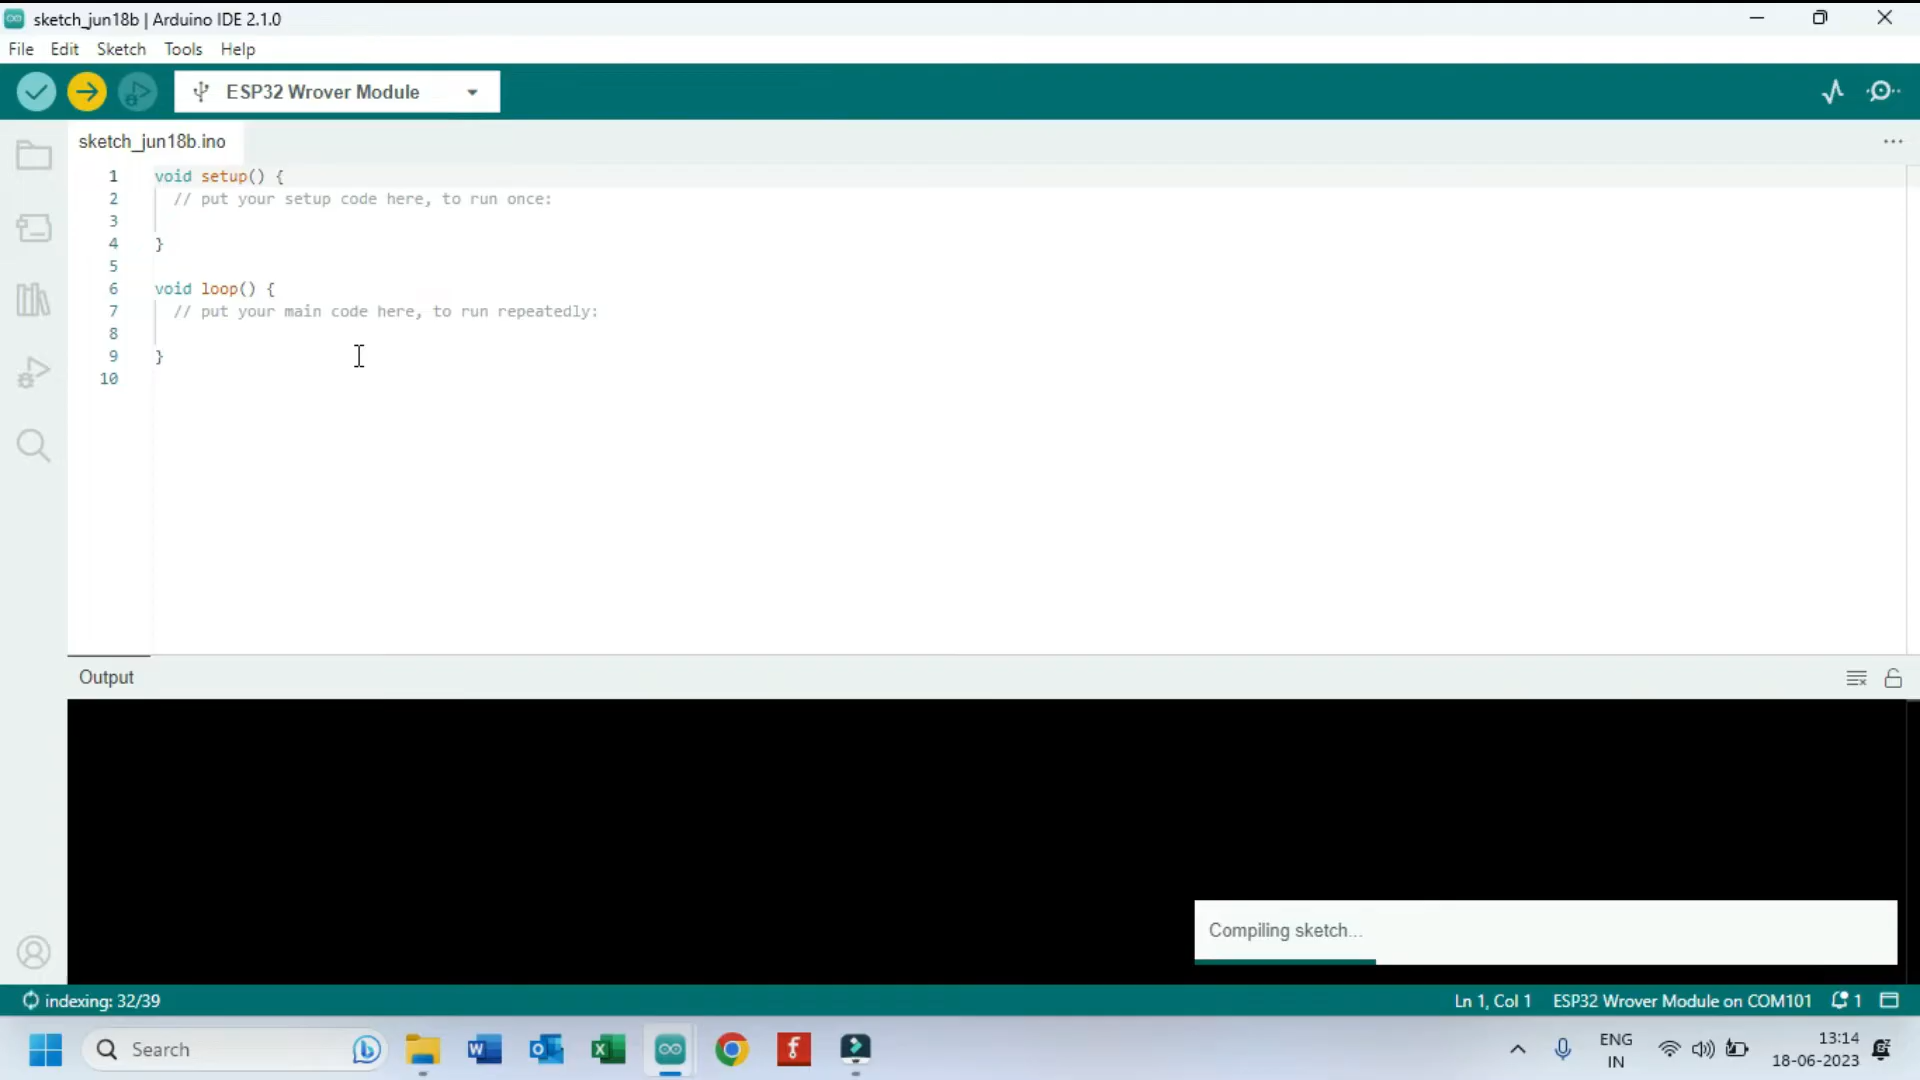 sketch_jun18b | Arduino IDE 2.1.0
File Edit Sketch Tools Help
ESP32 Wrover Module
sketch_jun18b.ino
1 void setup() {
2 // put your setup code here, to run once:
3
4 }
5
6 void loop() {
7 // put your main code here, to run repeatedly:
8
9 }
10
Output
Compiling sketch...
indexing: 32/39 Ln 1, Col 1 ESP32 Wrover Module on COM101 1
Search ENG 13:14
IN 18-06-2023